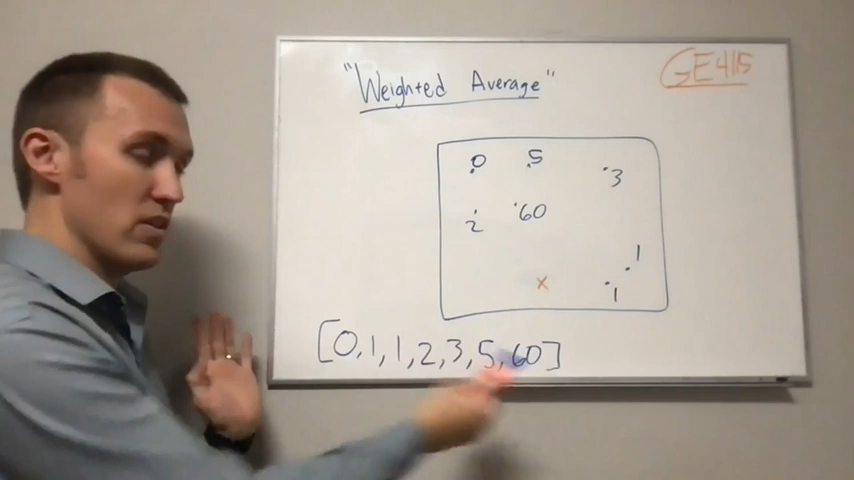 "Weighted Average"
GE415
0 5
3
2 60
1
x
1
[0,1,1,2,3,5,60]